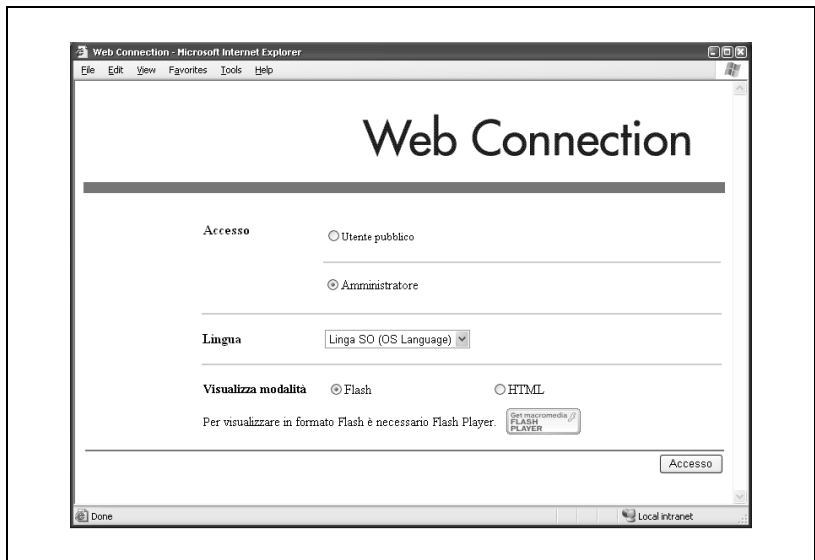 Web Connection - Microsoft Internet Explorer
File Edit View Favorites Tools Help
Web Connection
Accesso
Utente pubblico
Amministratore
Lingua
Linga SO (OS Language)
Visualizza modalità
Flash
HTML
Per visualizzare in formato Flash è necessario Flash Player.
Get macromedia
FLASH
PLAYER
Accesso
Done
Local intranet